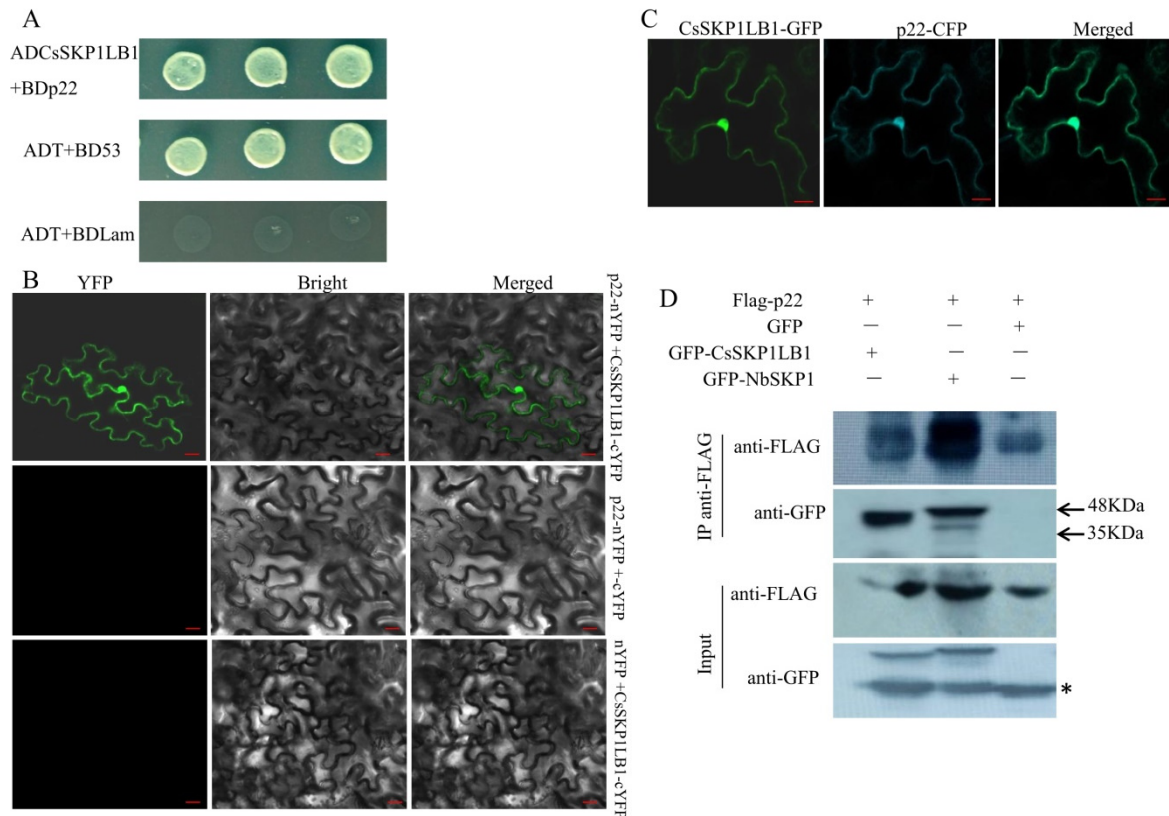 A
ADCsSKP1LB1
+BDp22
ADT+BD53
ADT+BDLam
B
YFP
Bright
Merged
p22-nYFP +CsSKP1LB1-cYFP
p22-nYFP +-cYFP
nYFP +CsSKP1LB1-cYFP
C
CsSKP1LB1-GFP
p22-CFP
Merged
D
Flag-p22 + + +
GFP — — +
GFP-CsSKP1LB1 + — —
GFP-NbSKP1 — + —
IP anti-FLAG
anti-FLAG
anti-GFP
48KDa
35KDa
Input
anti-FLAG
anti-GFP
*